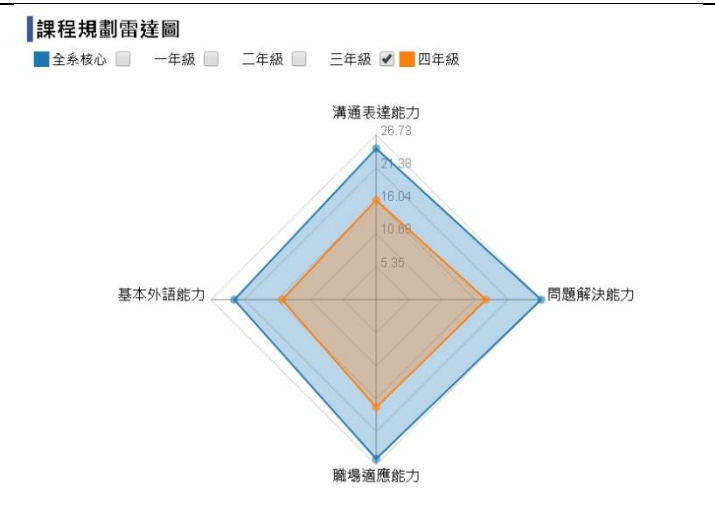 課程規劃雷達圖
全系核心 一年級 二年級 三年級 四年級
溝通表達能力
26.73
21.38
16.04
10.69
5.35
基本外語能力 問題解決能力
職場適應能力